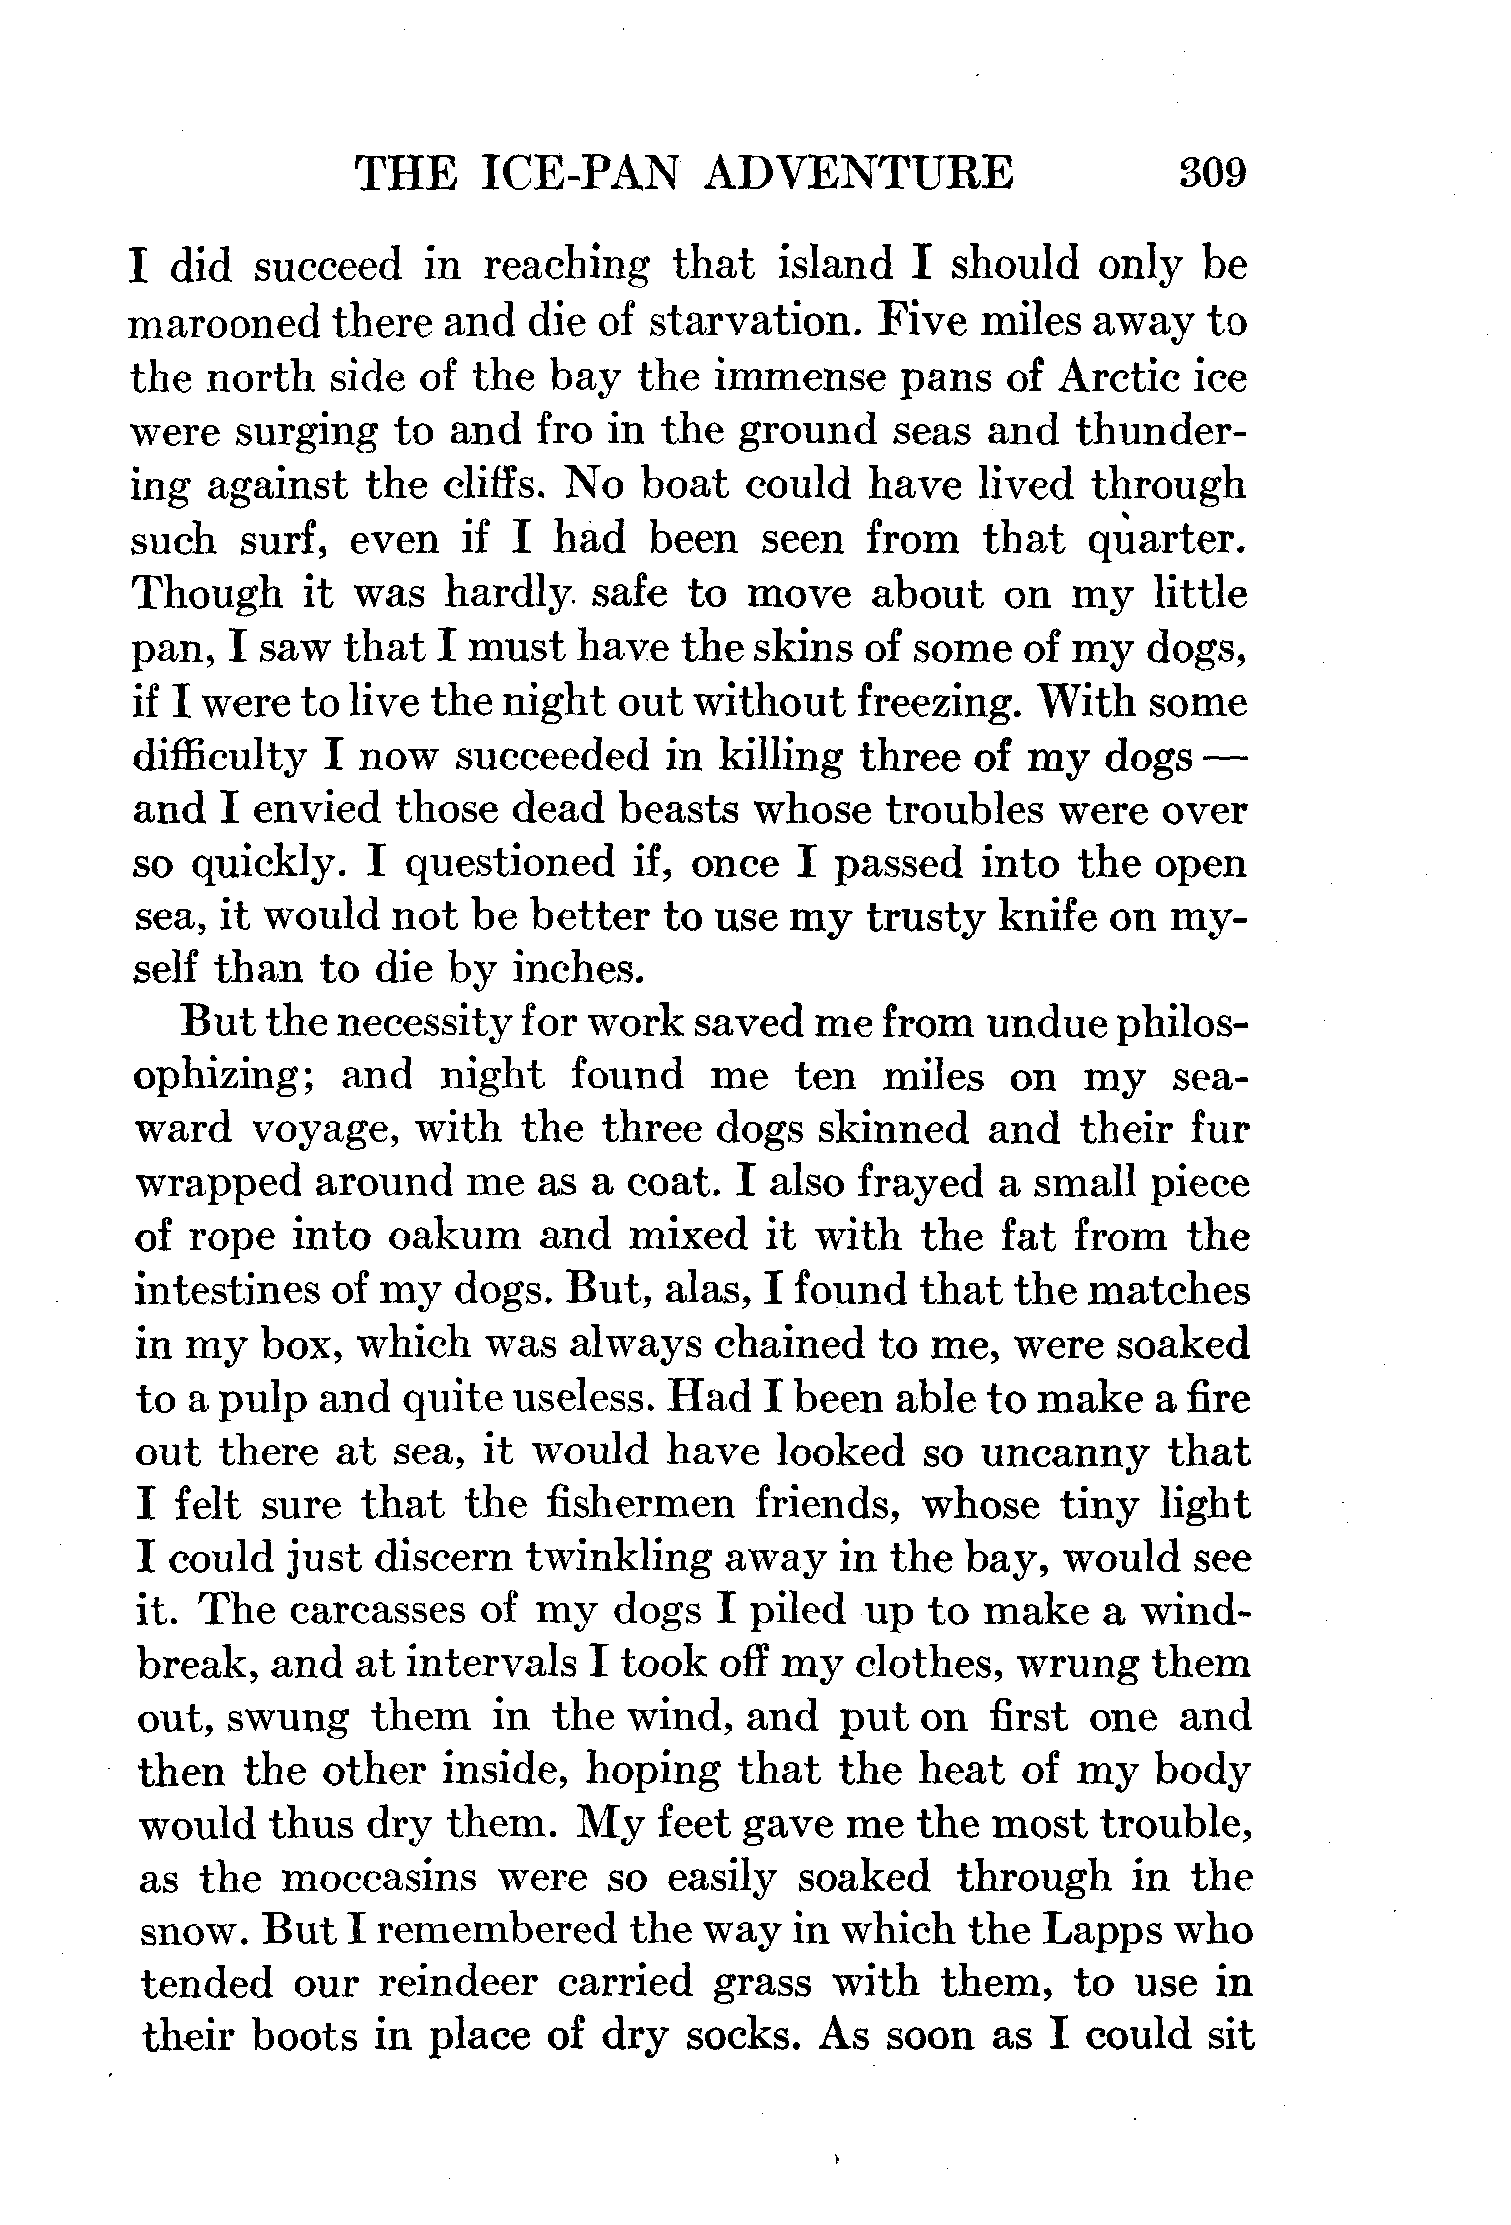 THE ICE-PAN ADVENTURE 309
I did succeed in reaching that island I should only be
marooned there and die of starvation. Five miles away to
the north side of the bay the immense pans of Arctic ice
were surging to and fro in the ground seas and thunder-
ing against the cliffs. No boat could have lived through
such surf, even if I had been seen from that quarter.
Though it was hardly safe to move about on my little
pan, I saw that I must have the skins of some of my dogs,
if I were to live the night out without freezing. With some
difficulty I now succeeded in killing three of my dogs —
and I envied those dead beasts whose troubles were over
so quickly. I questioned if, once I passed into the open
sea, it would not be better to use my trusty knife on my-
self than to die by inches.
But the necessity for work saved me from undue philos-
ophizing; and night found me ten miles on my sea-
ward voyage, with the three dogs skinned and their fur
wrapped around me as a coat. I also frayed a small piece
of rope into oakum and mixed it with the fat from the
intestines of my dogs. But, alas, I found that the matches
in my box, which was always chained to me, were soaked
to a pulp and quite useless. Had I been able to make a fire
out there at sea, it would have looked so uncanny that
I felt sure that the fishermen friends, whose tiny light
I could just discern twinkling away in the bay, would see
it. The carcasses of my dogs I piled up to make a wind-
break, and at intervals I took off my clothes, wrung them
out, swung them in the wind, and put on first one and
then the other inside, hoping that the heat of my body
would thus dry them. My feet gave me the most trouble,
as the moccasins were so easily soaked through in the
snow. But I remembered the way in which the Lapps who
tended our reindeer carried grass with them, to use in
their boots in place of dry socks. As soon as I could sit